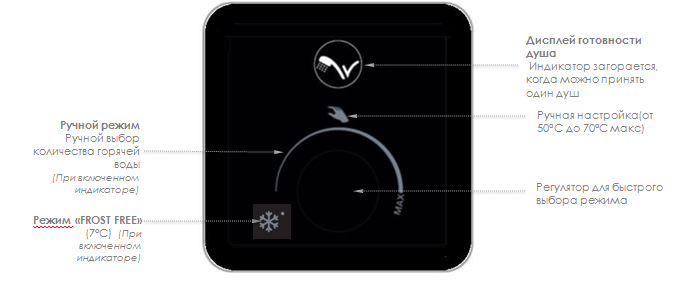 Дисплей готовности
душа
Индикатор загорается,
когда можно принять
один душ
Ручной режим
Ручной выбор
количества горячей
воды
(При включенном
индикаторе)
Ручная настройка(от
50°С до 70°С макс)
Регулятор для быстрого
выбора режима
MAX
Режим «FROST FREE»
(7°С) (При
включенном
индикаторе)